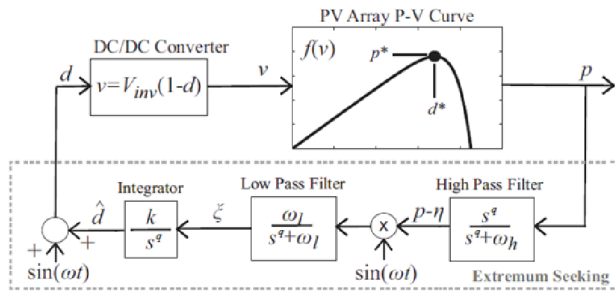 PV Array P-V Curve
DC/DC Converter
f(v)
p*
d
v=V_inv(1-d)
v
p
d*
Integrator
Low Pass Filter
High Pass Filter
d̂
k/s^q
ξ
ω_l/(s^q+ω_l)
x
p-η
s^q/(s^q+ω_h)
+
+
sin(ωt)
sin(ωt)
Extremum Seeking